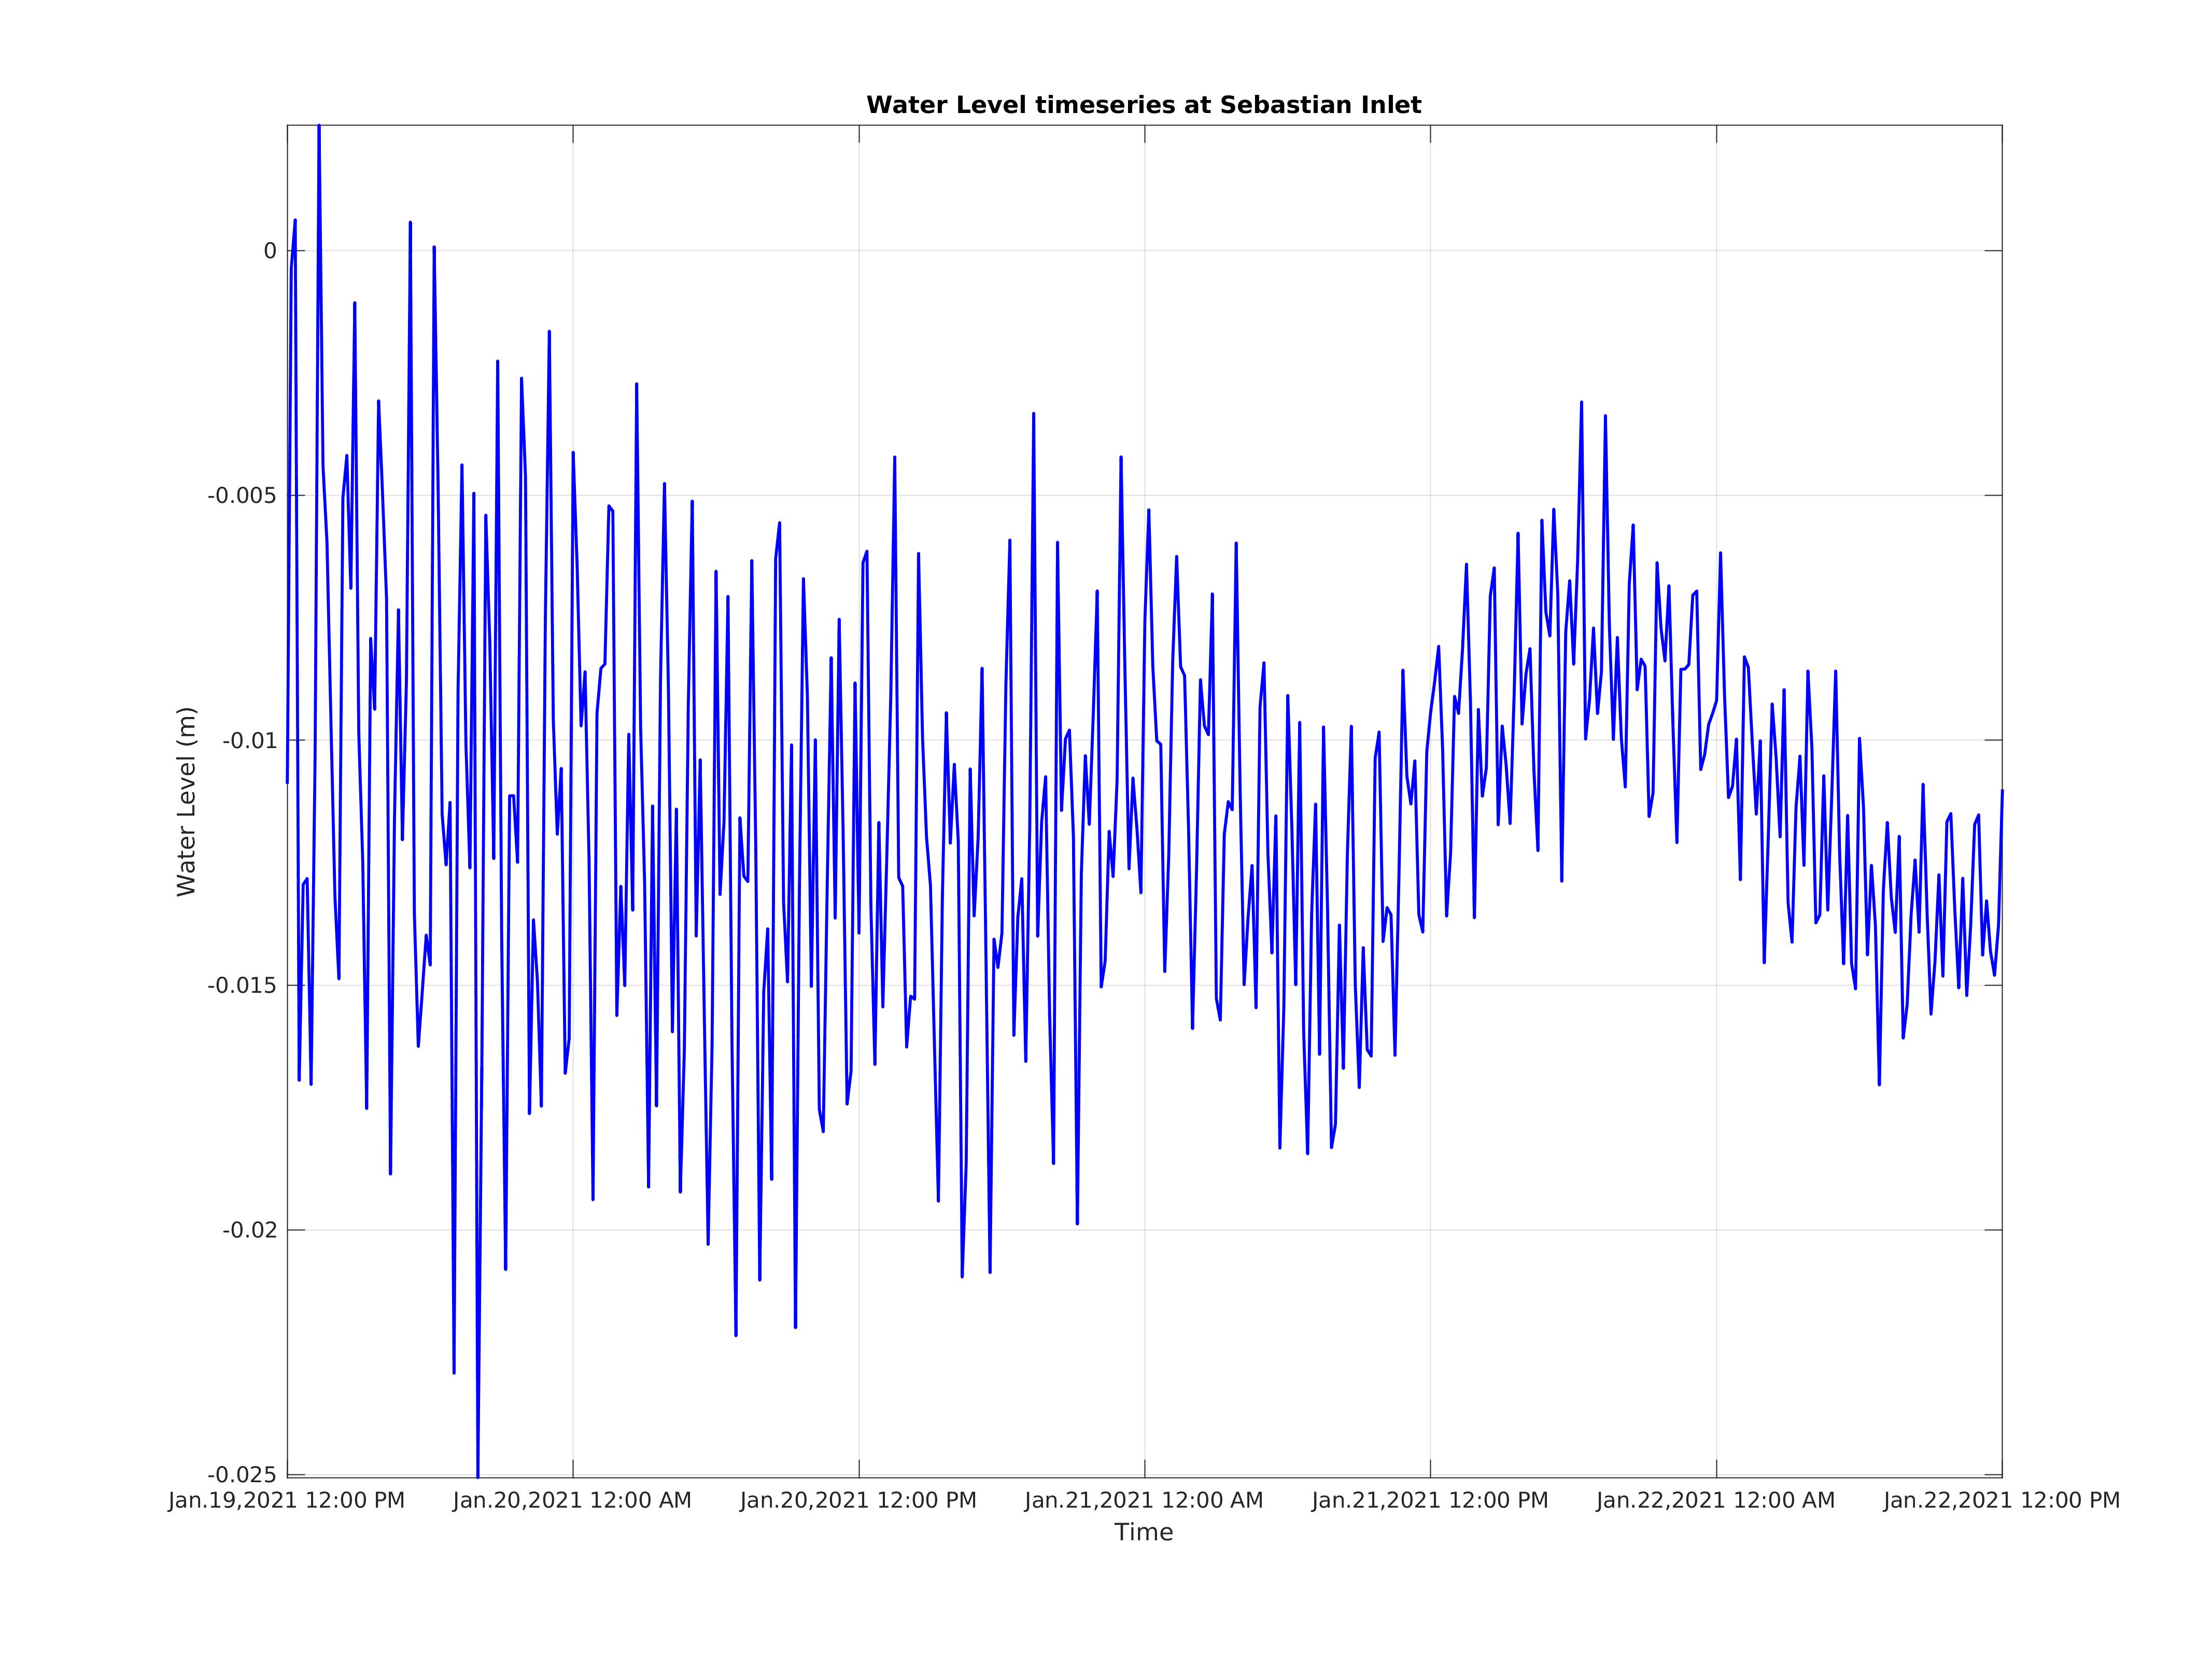 Water Level timeseries at Sebastian Inlet
0
-0.005
-0.01
-0.015
-0.02
-0.025
Water Level (m)
Jan.19,2021 12:00 PM
Jan.20,2021 12:00 AM
Jan.20,2021 12:00 PM
Jan.21,2021 12:00 AM
Jan.21,2021 12:00 PM
Jan.22,2021 12:00 AM
Jan.22,2021 12:00 PM
Time